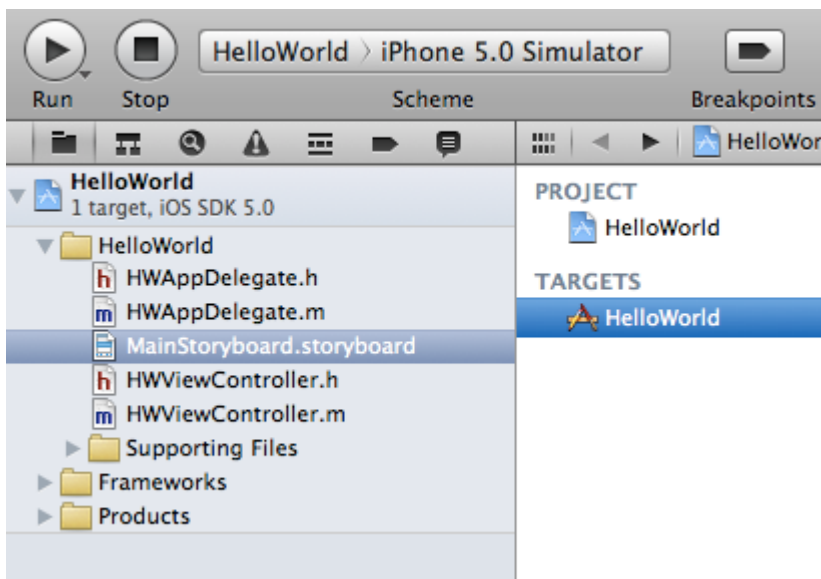 HelloWorld › iPhone 5.0 Simulator
Run Stop Scheme Breakpoints
HelloWor
HelloWorld
1 target, iOS SDK 5.0
HelloWorld
h HWAppDelegate.h
m HWAppDelegate.m
MainStoryboard.storyboard
h HWViewController.h
m HWViewController.m
Supporting Files
Frameworks
Products
PROJECT
HelloWorld
TARGETS
HelloWorld